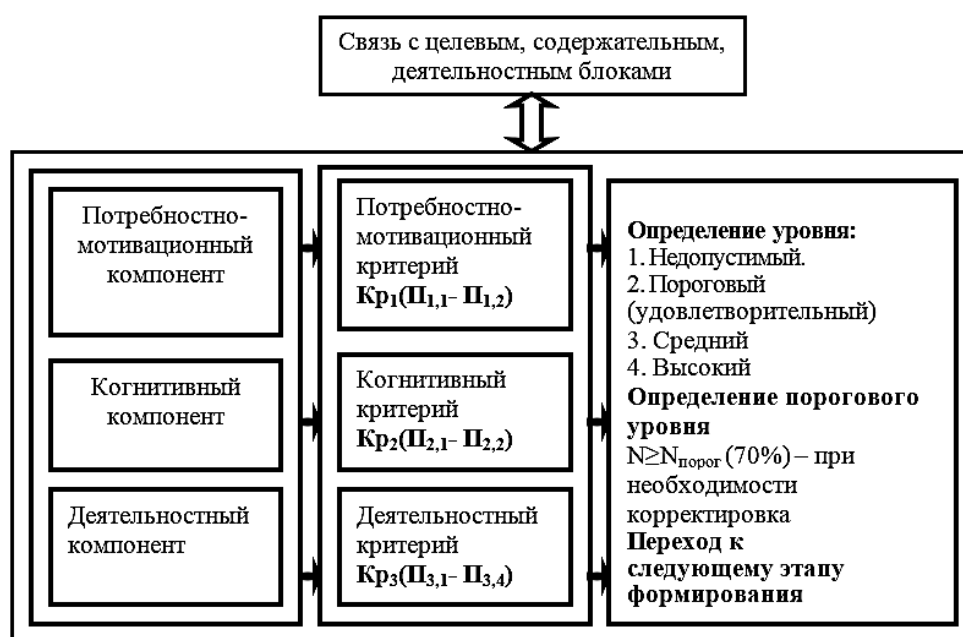 Связь с целевым, содержательным,
деятельностным блоками
Потребностно-
мотивационный
компонент
Когнитивный
компонент
Деятельностный
компонент
Потребностно-
мотивационный
критерий
Кр₁(П₁,₁– П₁,₂)
Когнитивный
критерий
Кр₂(П₂,₁– П₂,₂)
Деятельностный
критерий
Кр₃(П₃,₁– П₃,₄)
Определение уровня:
1. Недопустимый.
2. Пороговый
(удовлетворительный)
3. Средний
4. Высокий
Определение порогового
уровня
N≥Nпорог (70%) – при
необходимости
корректировка
Переход к
следующему этапу
формирования